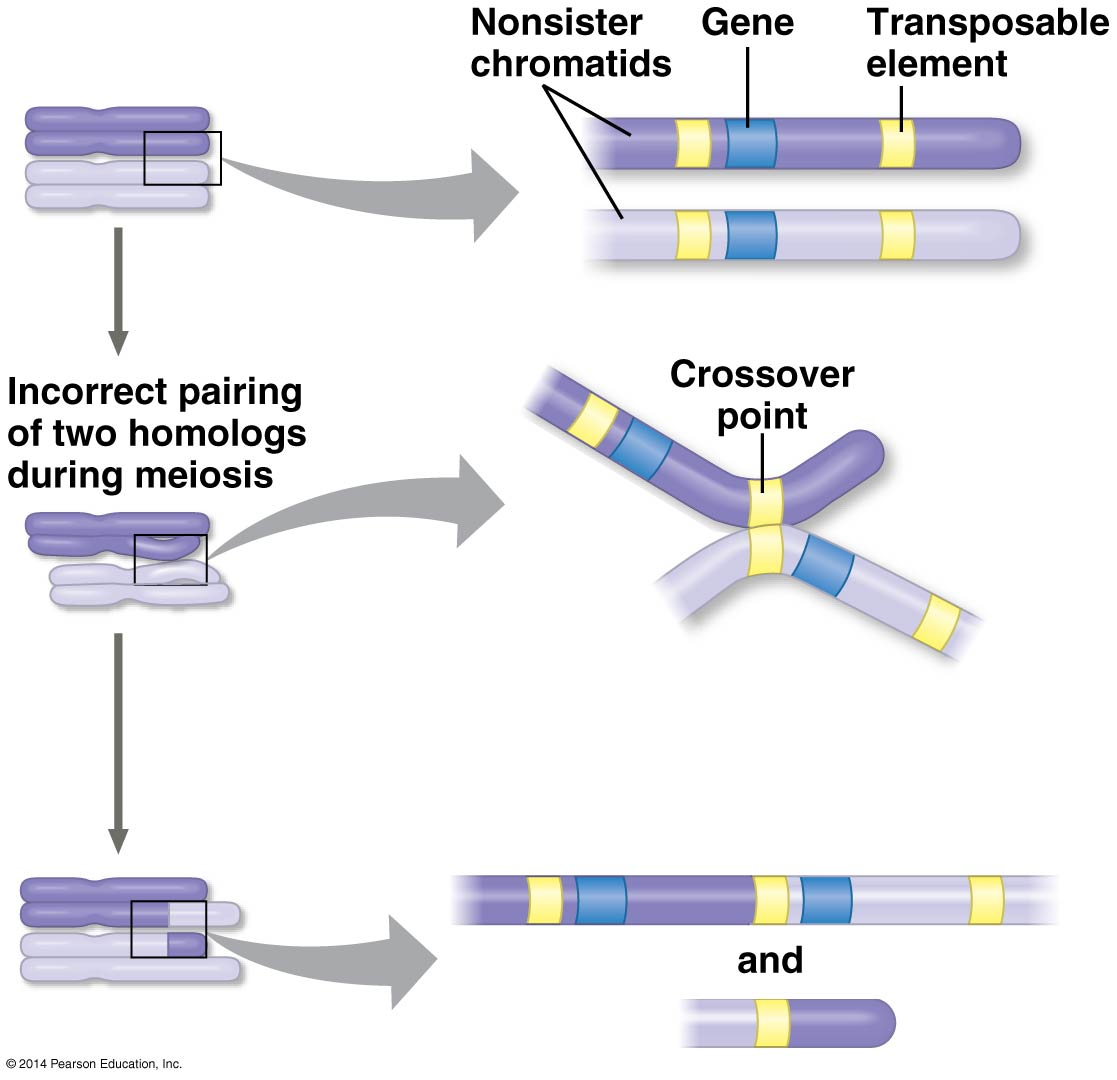 Nonsister
chromatids
Gene
Transposable
element
Incorrect pairing
of two homologs
during meiosis
Crossover
point
and
© 2014 Pearson Education, Inc.